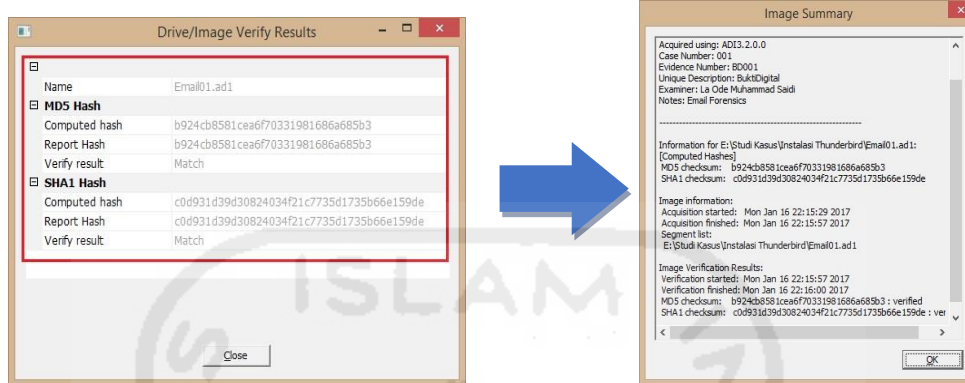 Drive/Image Verify Results
Name Email01.ad1
MD5 Hash
Computed hash b924cb8581cea6f70331981686a685b3
Report Hash b924cb8581cea6f70331981686a685b3
Verify result Match
SHA1 Hash
Computed hash c0d931d39d30824034f21c7735d1735b66e159de
Report Hash c0d931d39d30824034f21c7735d1735b66e159de
Verify result Match
Close
Image Summary
Acquired using: ADI3.2.0.0
Case Number: 001
Evidence Number: BD001
Unique Description: BuktiDigital
Examiner: La Ode Muhammad Saidi
Notes: Email Forensics
--------------------------------------------------------------
Information for E:\Studi Kasus\Instalasi Thunderbird\Email01.ad1:
[Computed Hashes]
MD5 checksum: b924cb8581cea6f70331981686a685b3
SHA1 checksum: c0d931d39d30824034f21c7735d1735b66e159de
Image information:
Acquisition started: Mon Jan 16 22:15:29 2017
Acquisition finished: Mon Jan 16 22:15:57 2017
Segment list:
E:\Studi Kasus\Instalasi Thunderbird\Email01.ad1
Image Verification Results:
Verification started: Mon Jan 16 22:15:57 2017
Verification finished: Mon Jan 16 22:16:00 2017
MD5 checksum: b924cb8581cea6f70331981686a685b3 : verified
SHA1 checksum: c0d931d39d30824034f21c7735d1735b66e159de : ver
OK
ISLAM